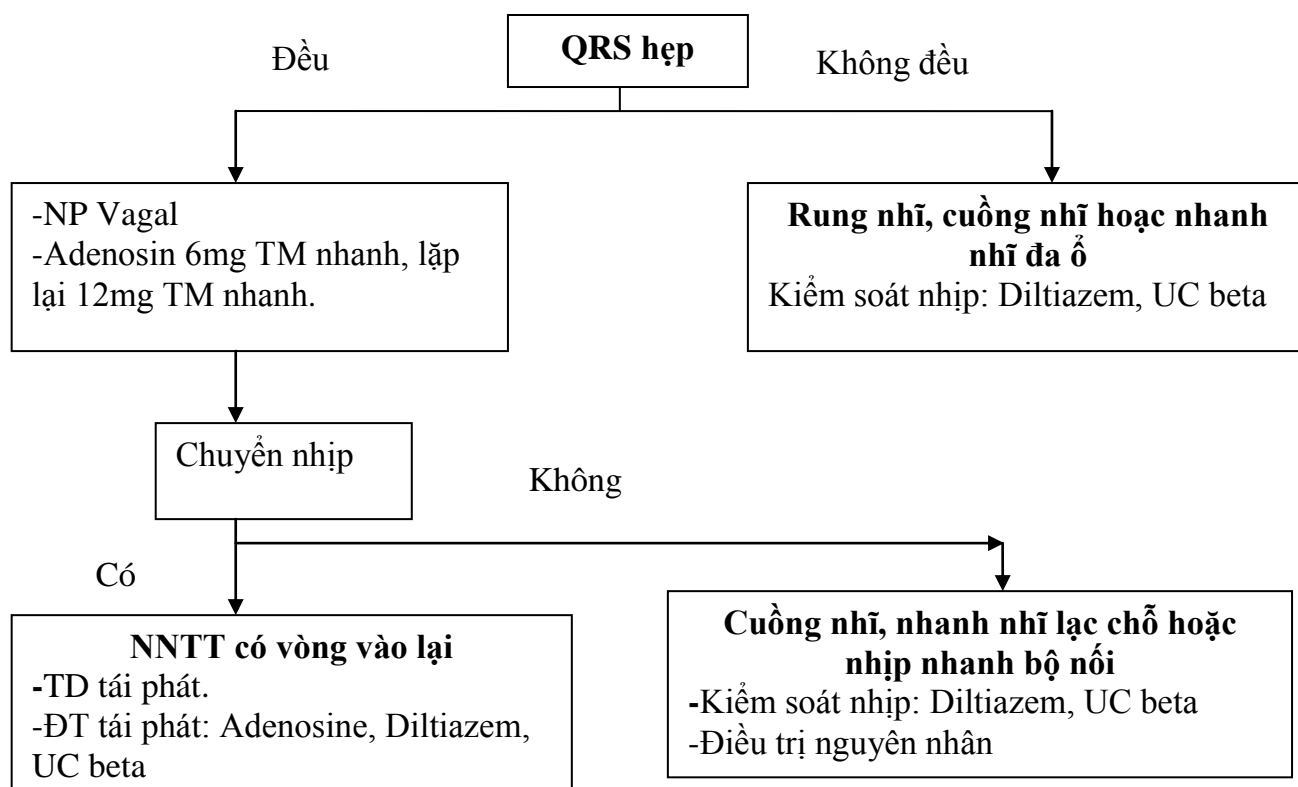 Đều
QRS hẹp
Không đều
-NP Vagal
-Adenosin 6mg TM nhanh, lặp
lại 12mg TM nhanh.
Rung nhĩ, cuồng nhĩ hoặc nhanh
nhĩ đa ổ
Kiểm soát nhịp: Diltiazem, UC beta
Chuyển nhịp
Không
Có
NNTT có vòng vào lại
-TD tái phát.
-ĐT tái phát: Adenosine, Diltiazem,
UC beta
Cuồng nhĩ, nhanh nhĩ lạc chỗ hoặc
nhịp nhanh bộ nối
-Kiểm soát nhịp: Diltiazem, UC beta
-Điều trị nguyên nhân